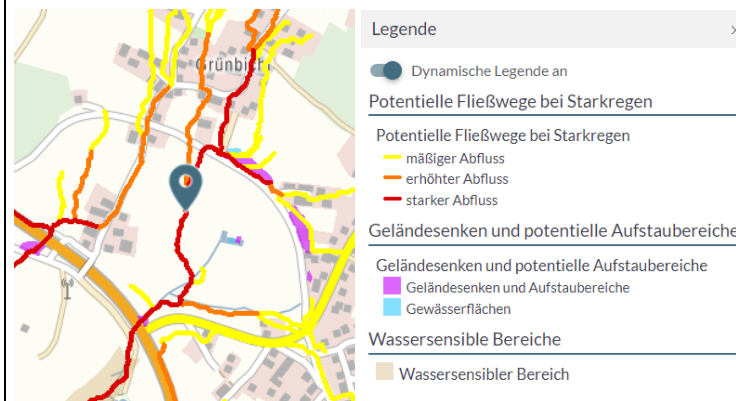 Grünbichl
Legende
Dynamische Legende an
Potentielle Fließwege bei Starkregen
Potentielle Fließwege bei Starkregen
mäßiger Abfluss
erhöhter Abfluss
starker Abfluss
Geländesenken und potentielle Aufstaubereiche
Geländesenken und potentielle Aufstaubereiche
Geländesenken und Aufstaubereiche
Gewässerflächen
Wassersensible Bereiche
Wassersensibler Bereich